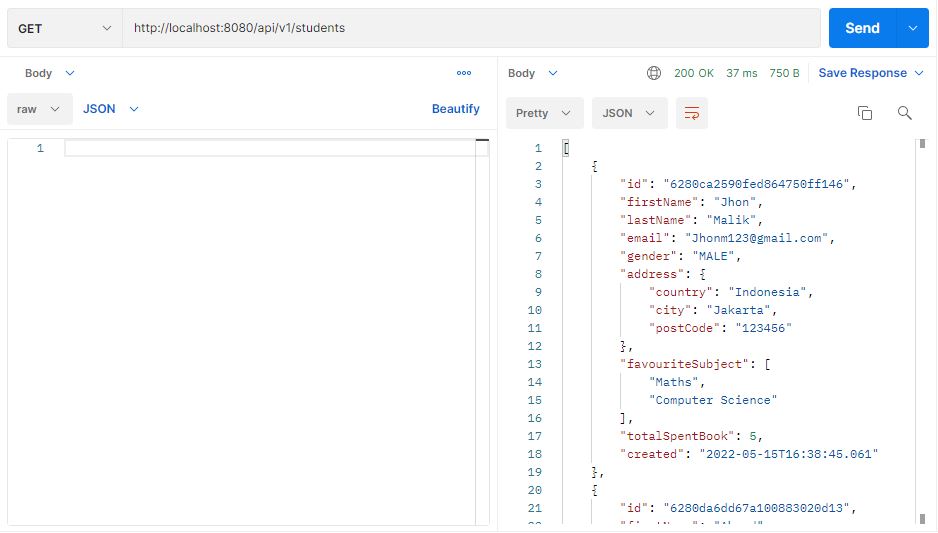 GET http://localhost:8080/api/v1/students Send
Body 200 OK 37 ms 750 B Save Response
Body
raw JSON Beautify
Pretty JSON
1
1 [
2 {
3 "id": "6280ca2590fed864750ff146",
4 "firstName": "Jhon",
5 "lastName": "Malik",
6 "email": "Jhonm123@gmail.com",
7 "gender": "MALE",
8 "address": {
9 "country": "Indonesia",
10 "city": "Jakarta",
11 "postCode": "123456"
12 },
13 "favouriteSubject": [
14 "Maths",
15 "Computer Science"
16 ],
17 "totalSpentBook": 5,
18 "created": "2022-05-15T16:38:45.061"
19 },
20 {
21 "id": "6280da6dd67a100883020d13",